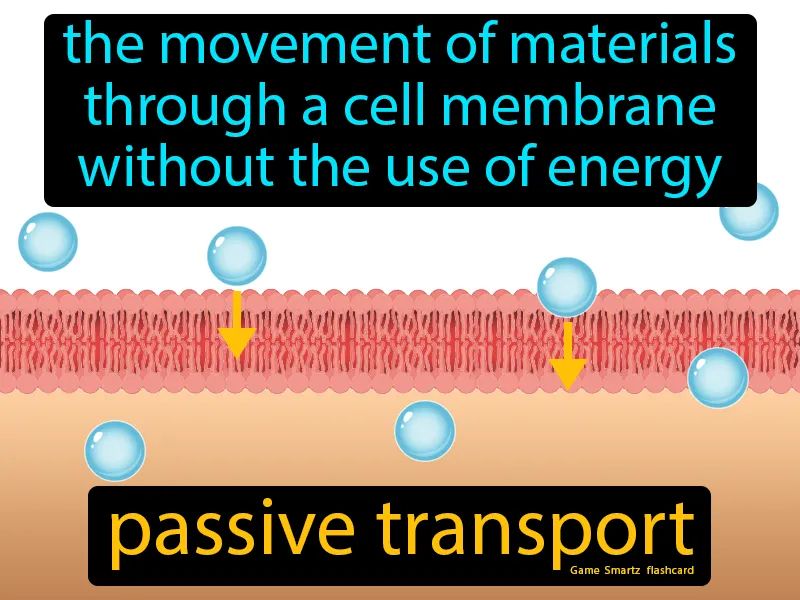 the movement of materials
through a cell membrane
without the use of energy
passive transport
Game Smartz flashcard